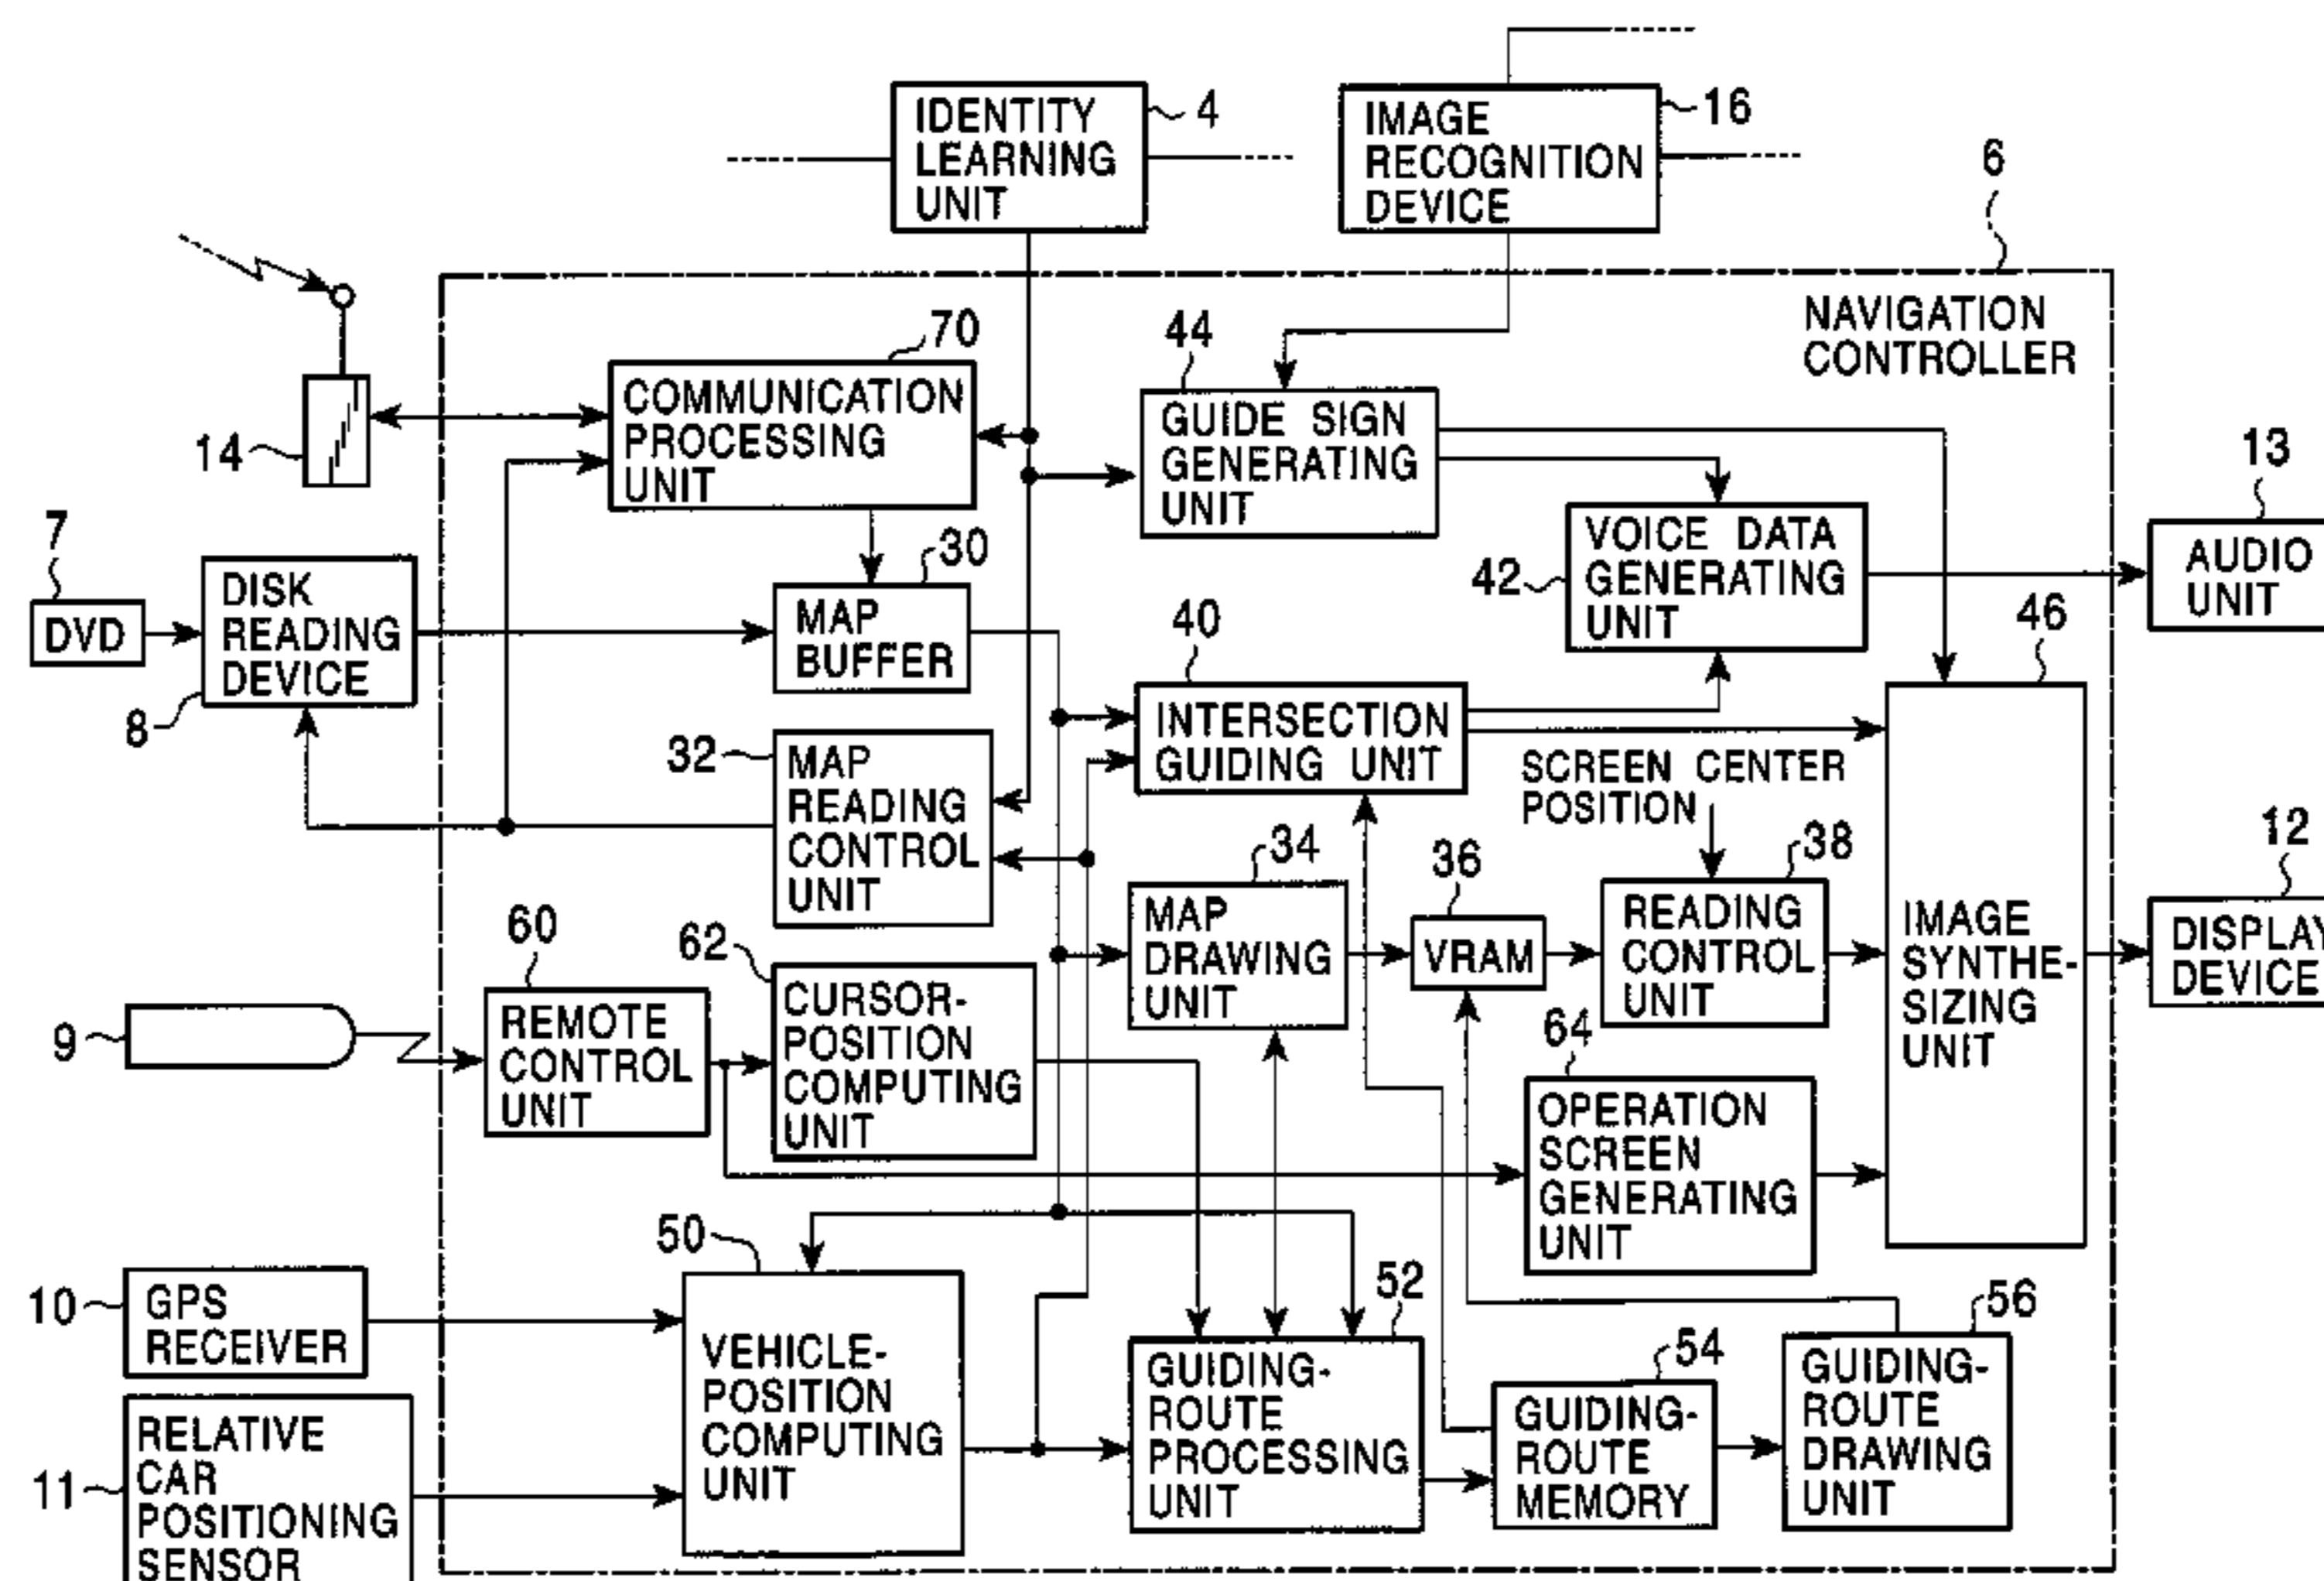 IDENTITY
LEARNING
UNIT
4
IMAGE
RECOGNITION
DEVICE
16
6
NAVIGATION
CONTROLLER
70
COMMUNICATION
PROCESSING
UNIT
14
44
GUIDE SIGN
GENERATING
UNIT
13
AUDIO
UNIT
7
DVD
DISK
READING
DEVICE
8
30
MAP
BUFFER
42
VOICE DATA
GENERATING
UNIT
40
INTERSECTION
GUIDING UNIT
46
IMAGE
SYNTHE-
SIZING
UNIT
32
MAP
READING
CONTROL
UNIT
SCREEN CENTER
POSITION
34
MAP
DRAWING
UNIT
36
VRAM
38
READING
CONTROL
UNIT
12
DISPLAY
DEVICE
9
60
REMOTE
CONTROL
UNIT
62
CURSOR-
POSITION
COMPUTING
UNIT
64
OPERATION
SCREEN
GENERATING
UNIT
10
GPS
RECEIVER
50
VEHICLE-
POSITION
COMPUTING
UNIT
52
GUIDING-
ROUTE
PROCESSING
UNIT
54
GUIDING-
ROUTE
MEMORY
56
GUIDING-
ROUTE
DRAWING
UNIT
11
RELATIVE
CAR
POSITIONING
SENSOR